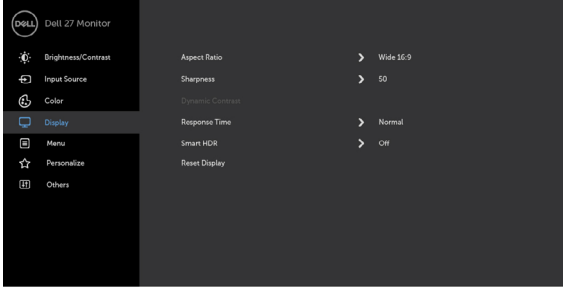 DELL Dell 27 Monitor
Brightness/Contrast
Input Source
Color
Display
Menu
Personalize
Others
Aspect Ratio Wide 16:9
Sharpness 50
Dynamic Contrast
Response Time Normal
Smart HDR Off
Reset Display